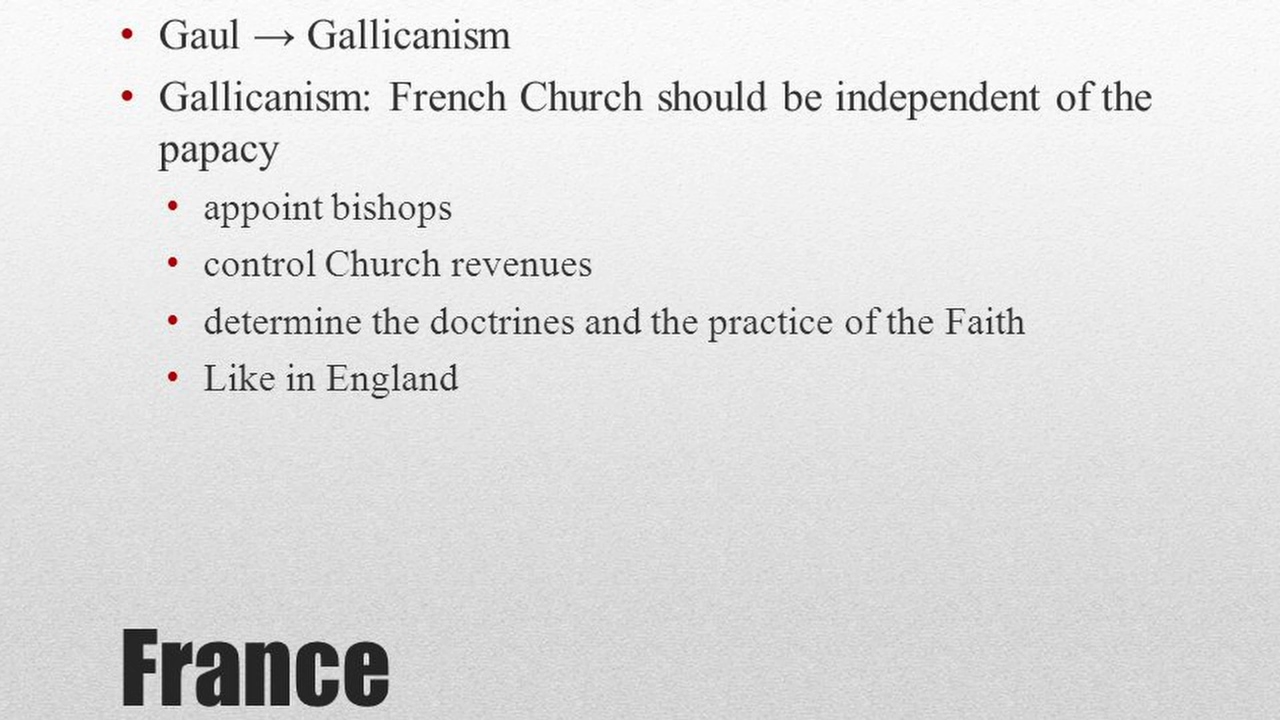 • Gaul → Gallicanism
• Gallicanism: French Church should be independent of the
papacy
• appoint bishops
• control Church revenues
• determine the doctrines and the practice of the Faith
• Like in England
France